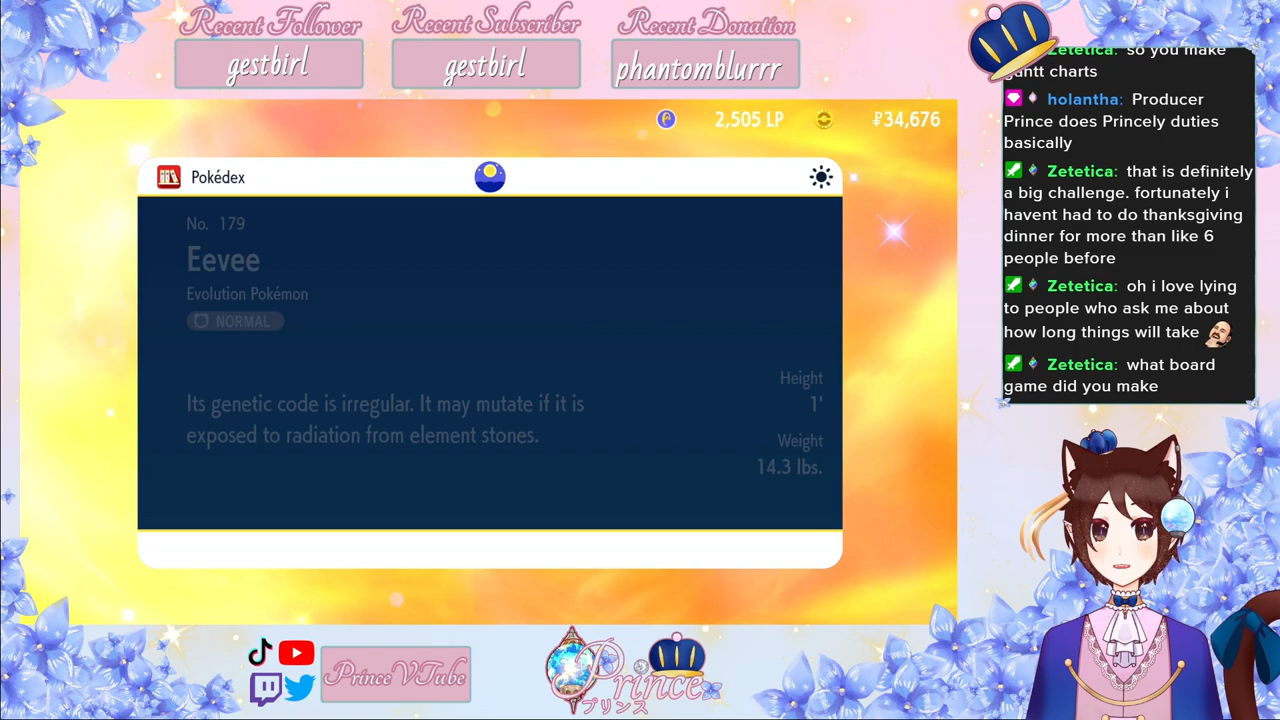 Recent Follower
Recent Subscriber
Recent Donation
gestbirl
gestbirl
phantomblurrr
2,505 LP
₽34,676
Pokédex
No. 179
Eevee
Evolution Pokémon
NORMAL
Height
1'
Its genetic code is irregular. It may mutate if it is
exposed to radiation from element stones.
Weight
14.3 lbs.
Zetetica: so you make
gantt charts
holantha: Producer
Prince does Princely duties
basically
Zetetica: that is definitely
a big challenge. fortunately i
havent had to do thanksgiving
dinner for more than like 6
people before
Zetetica: oh i love lying
to people who ask me about
how long things will take
Zetetica: what board
game did you make
Prince VTube
Prince
プリンス